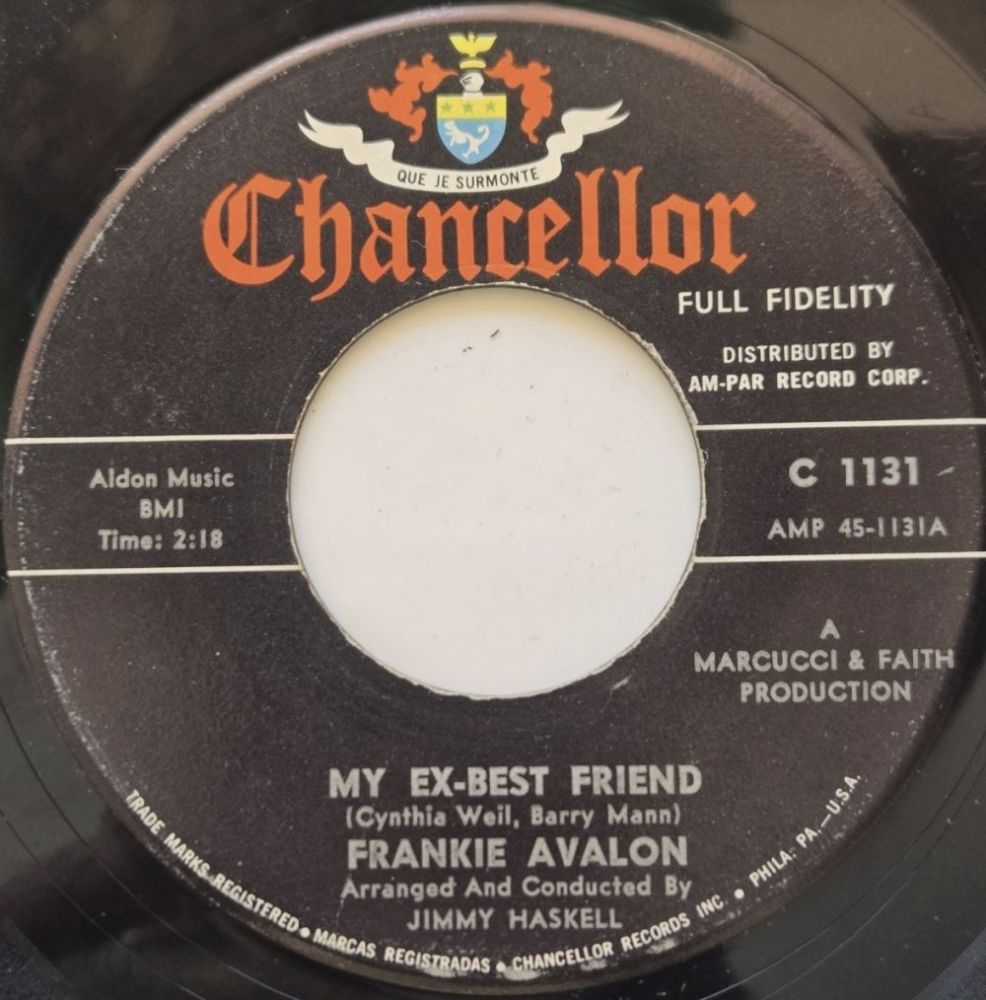 QUE JE SURMONTE
Chancellor
FULL FIDELITY
DISTRIBUTED BY
AM-PAR RECORD CORP.
Aldon Music
BMI
Time: 2:18
C 1131
AMP 45-1131A
A
MARCUCCI & FAITH
PRODUCTION
MY EX-BEST FRIEND
(Cynthia Weil, Barry Mann)
FRANKIE AVALON
Arranged And Conducted By
JIMMY HASKELL
TRADE MARKS REGISTERED • MARCAS REGISTRADAS • CHANCELLOR RECORDS INC. • PHILA. PA. — U.S.A.